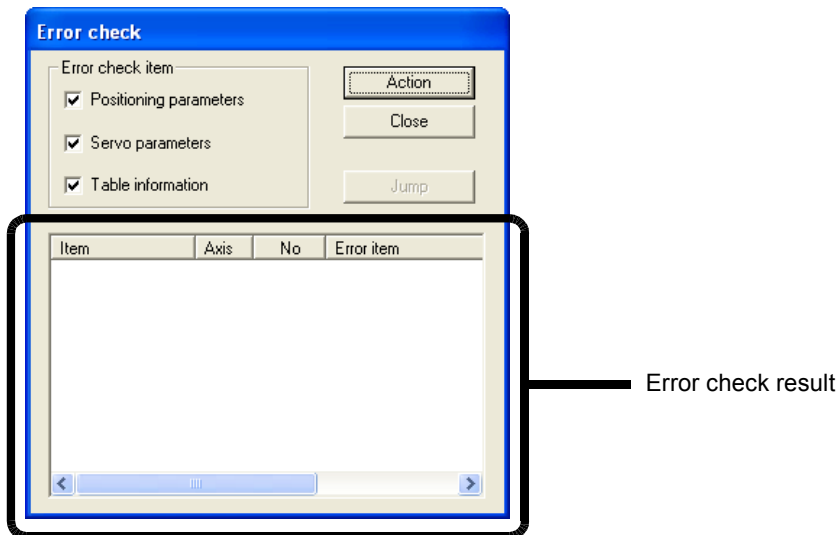 Error check
Error check item
Positioning parameters
Servo parameters
Table information
Action
Close
Jump
Item Axis No Error item
Error check result